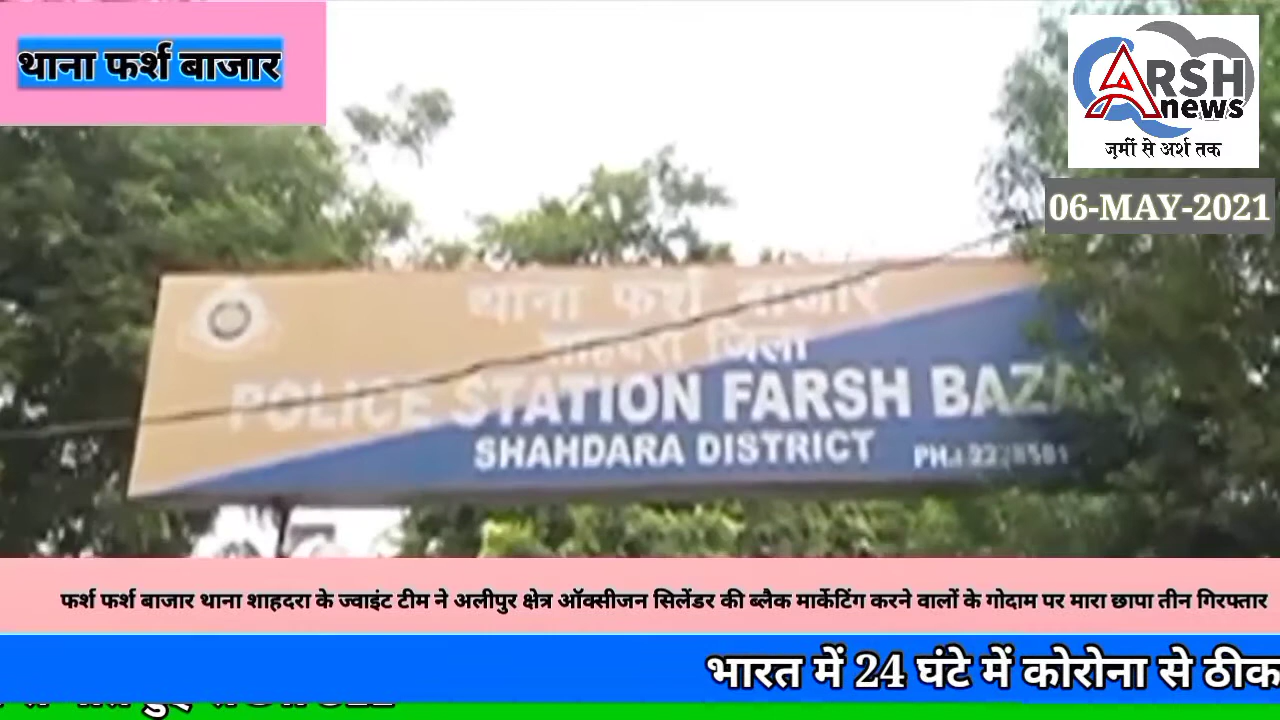 थाना फर्श बाजार
ARSH
news
ज़मीं से अर्श तक
06-MAY-2021
थाना फर्श बाजार
शाहदरा जिला
POLICE STATION FARSH
SHAHDARA DISTRICT
फर्श फर्श बाजार थाना शाहदरा के ज्वाइंट टीम ने अलीपुर क्षेत्र ऑक्सीजन सिलेंडर की ब्लैक मार्केटिंग करने वालों के गोदाम पर मारा छापा तीन गिरफ्तार
भारत में 24 घंटे में कोरोना से ठीक